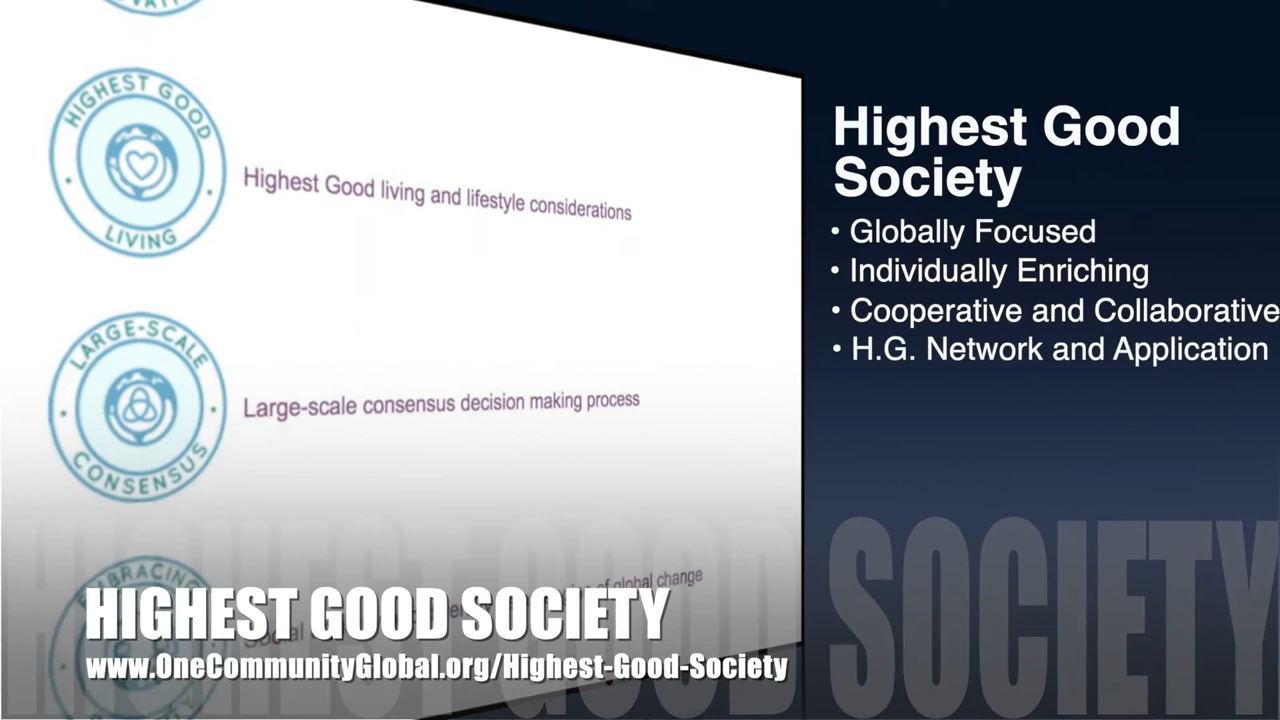 HIGHEST GOOD
LIVING
Highest Good living and lifestyle considerations
LARGE-SCALE
CONSENSUS
Large-scale consensus decision making process
EMBRACING
of global change
Highest Good
Society
• Globally Focused
• Individually Enriching
• Cooperative and Collaborative
• H.G. Network and Application
HIGHEST GOOD SOCIETY
HIGHEST GOOD SOCIETY
www.OneCommunityGlobal.org/Highest-Good-Society